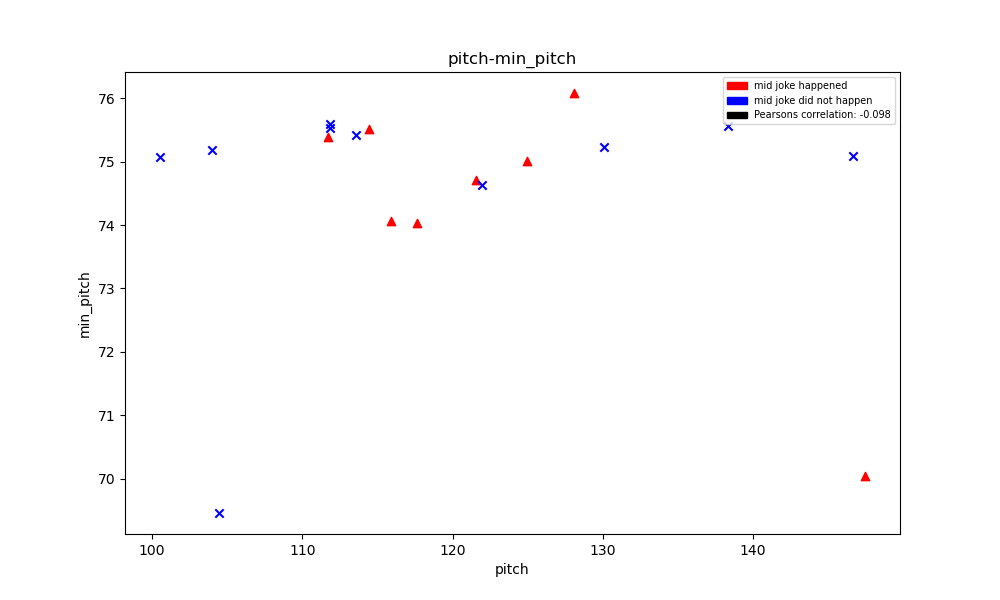 pitch-min_pitch
mid joke happened
mid joke did not happen
Pearsons correlation: -0.098
76
75
74
73
72
71
70
min_pitch
100
110
120
130
140
pitch